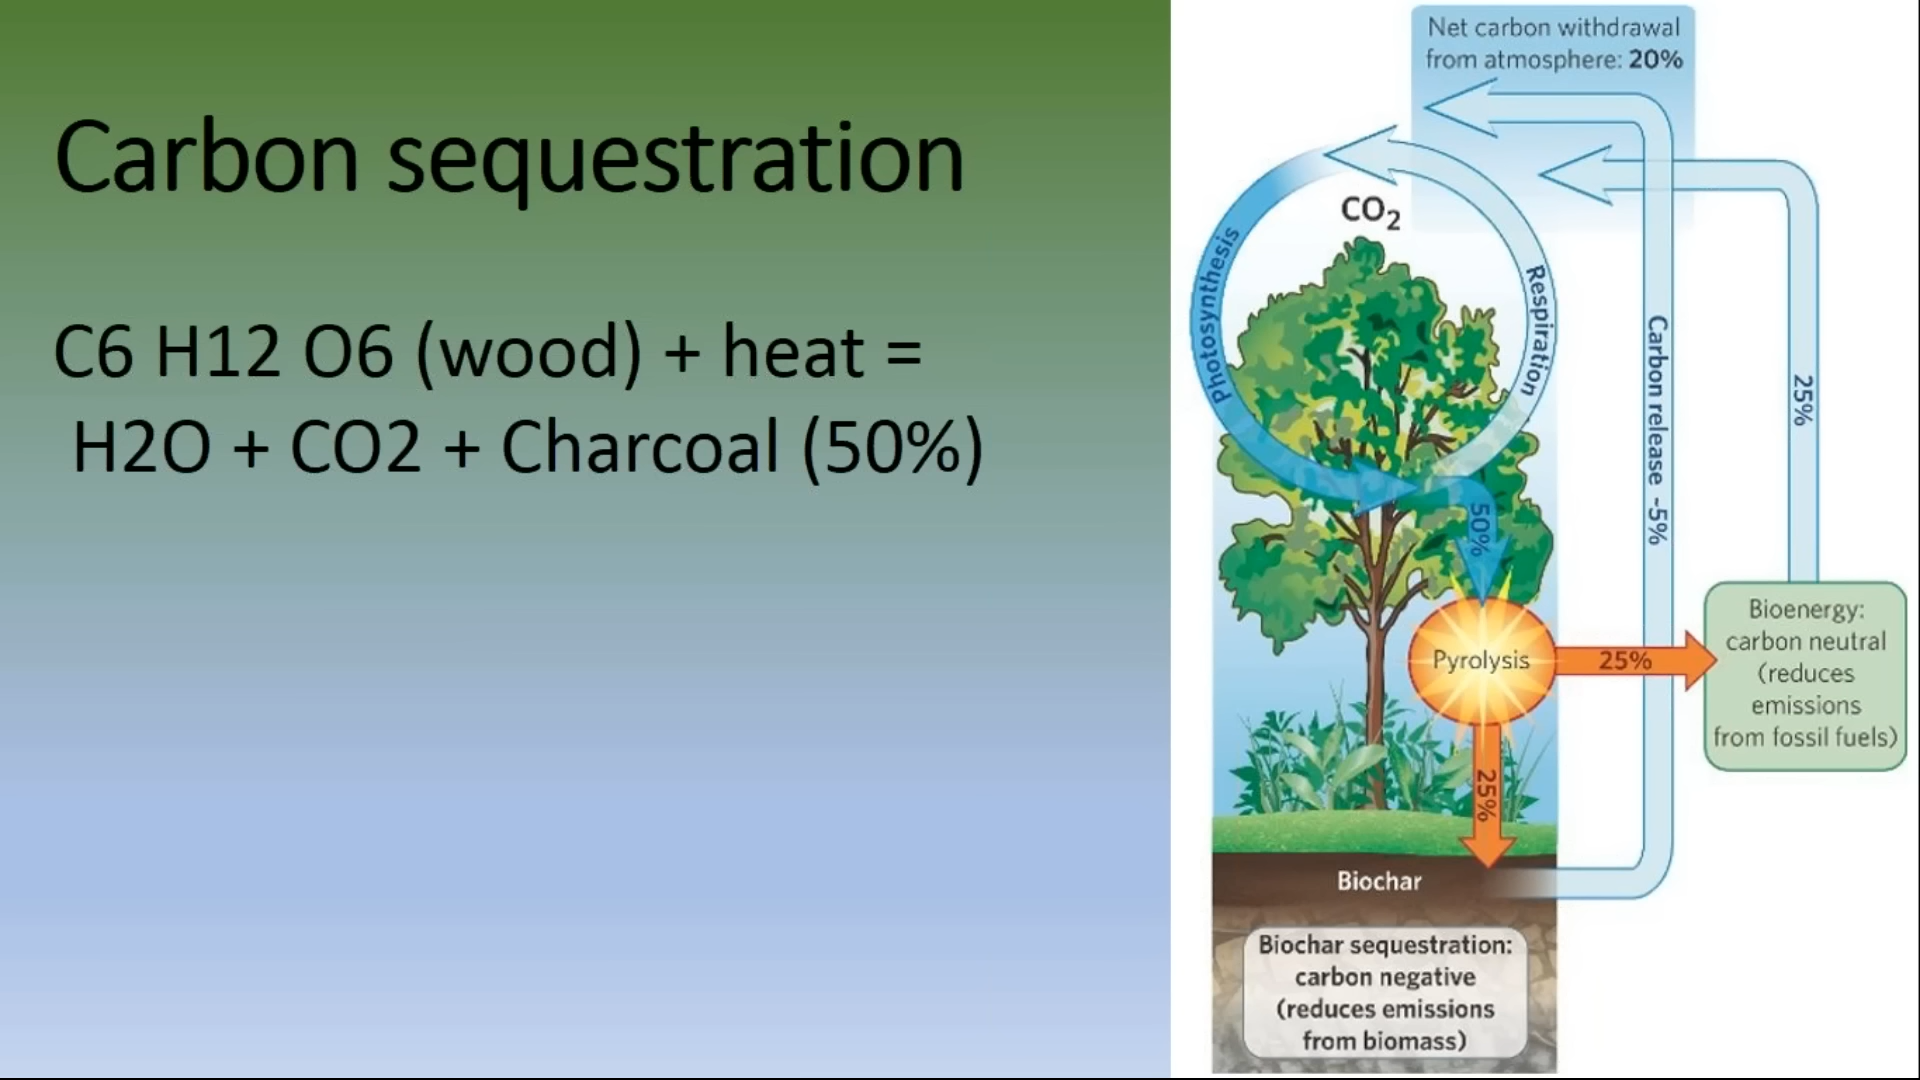 Carbon sequestration
C6 H12 O6 (wood) + heat =
H2O + CO2 + Charcoal (50%)
Net carbon withdrawal
from atmosphere: 20%
CO2
Photosynthesis
Respiration
Carbon release -5%
25%
50%
Pyrolysis
25%
Bioenergy:
carbon neutral
(reduces
emissions
from fossil fuels)
25%
Biochar
Biochar sequestration:
carbon negative
(reduces emissions
from biomass)